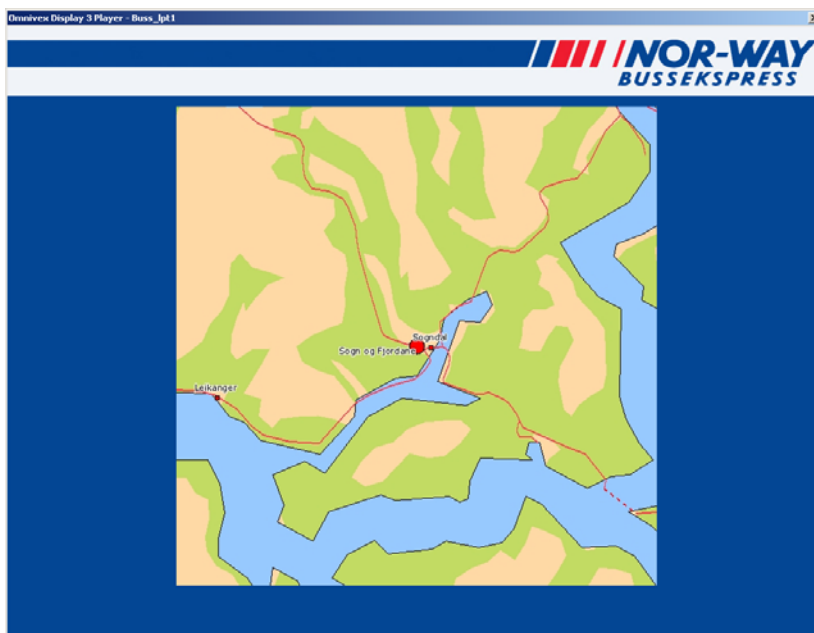 Omnivex Display 3 Player - Buss_lpt1
NOR-WAY
BUSSEKSPRESS
Sogndal
Sogn og Fjordane
Leikanger